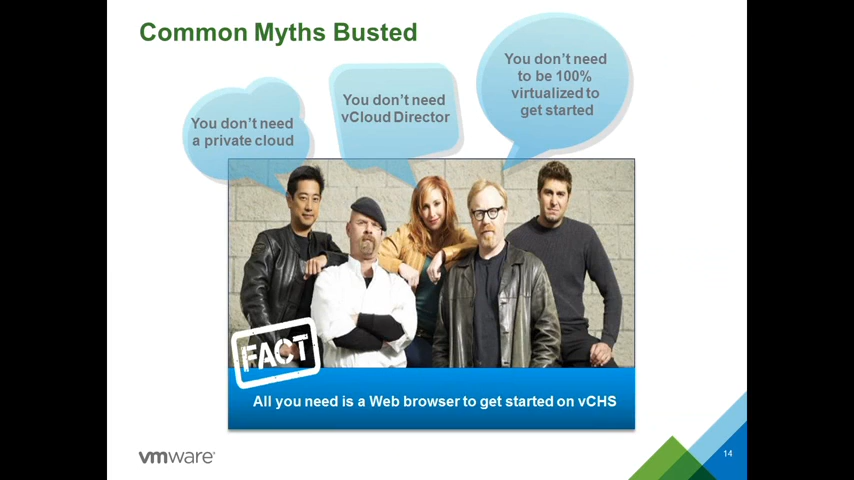 Common Myths Busted
You don't need
a private cloud
You don't need
vCloud Director
You don't need
to be 100%
virtualized to
get started
FACT
All you need is a Web browser to get started on vCHS
vmware
14